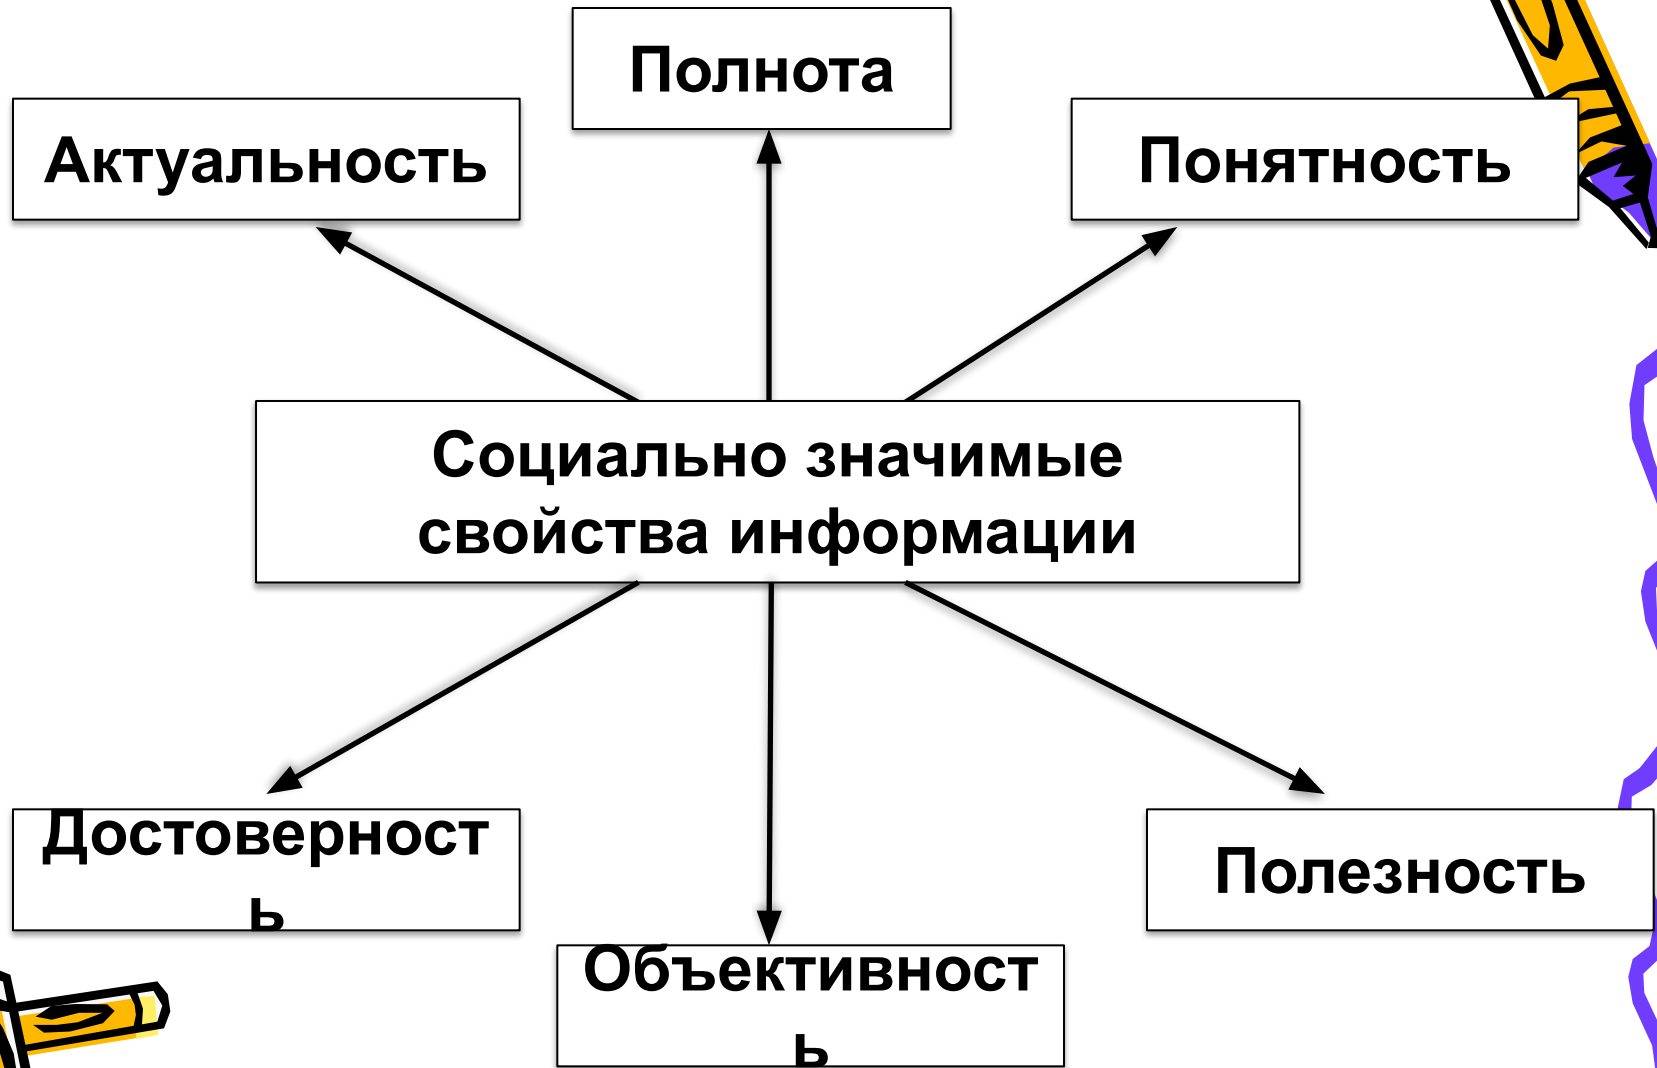 Полнота
Актуальность
Понятность
Социально значимые
свойства информации
Достоверност
ь
Полезность
Объективност
ь